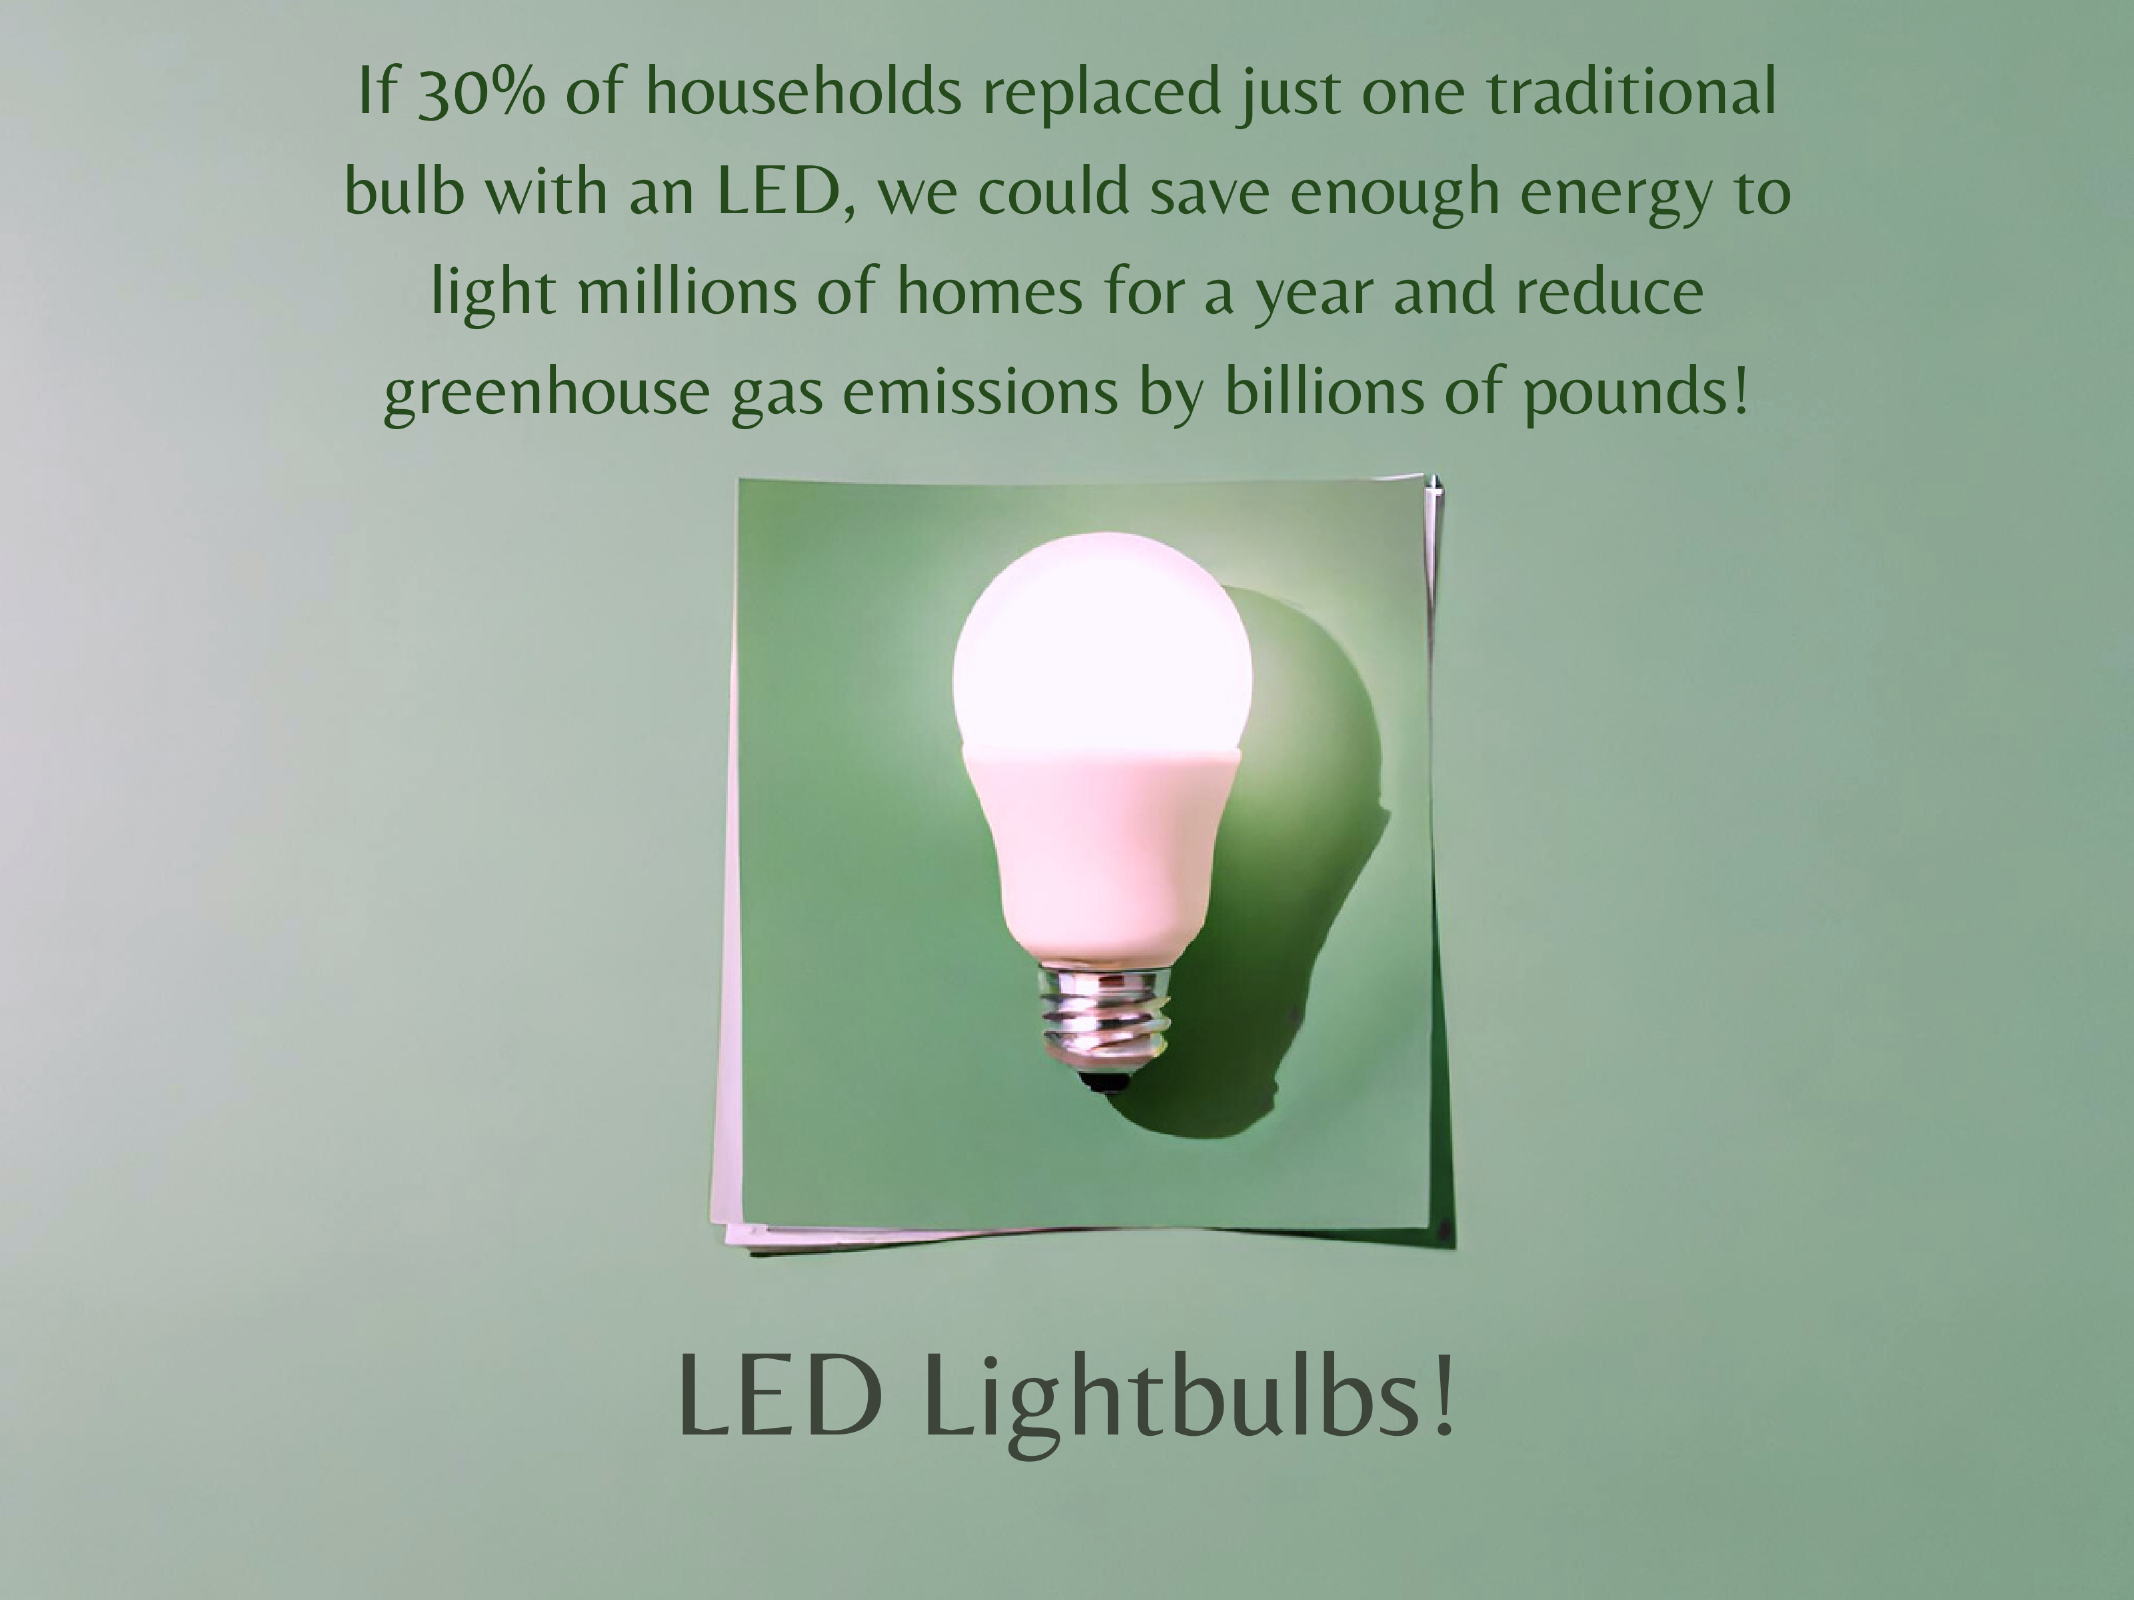 If 30% of households replaced just one traditional
bulb with an LED, we could save enough energy to
light millions of homes for a year and reduce
greenhouse gas emissions by billions of pounds!
LED Lightbulbs!